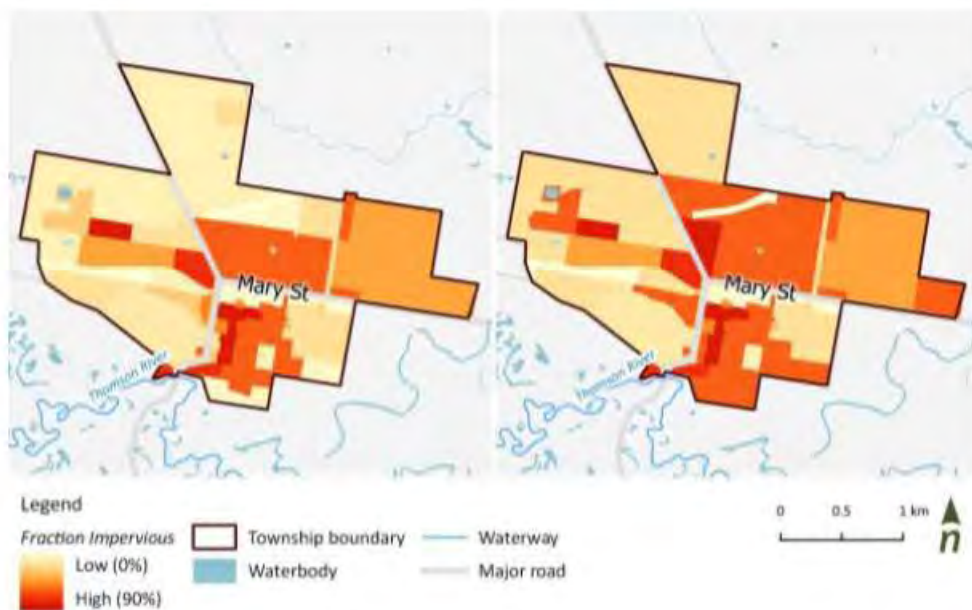 Mary St
Thomson River
Mary St
Thomson River
Legend
Fraction Impervious
Low (0%)
High (90%)
Township boundary
Waterbody
Waterway
Major road
0 0.5 1 km
n